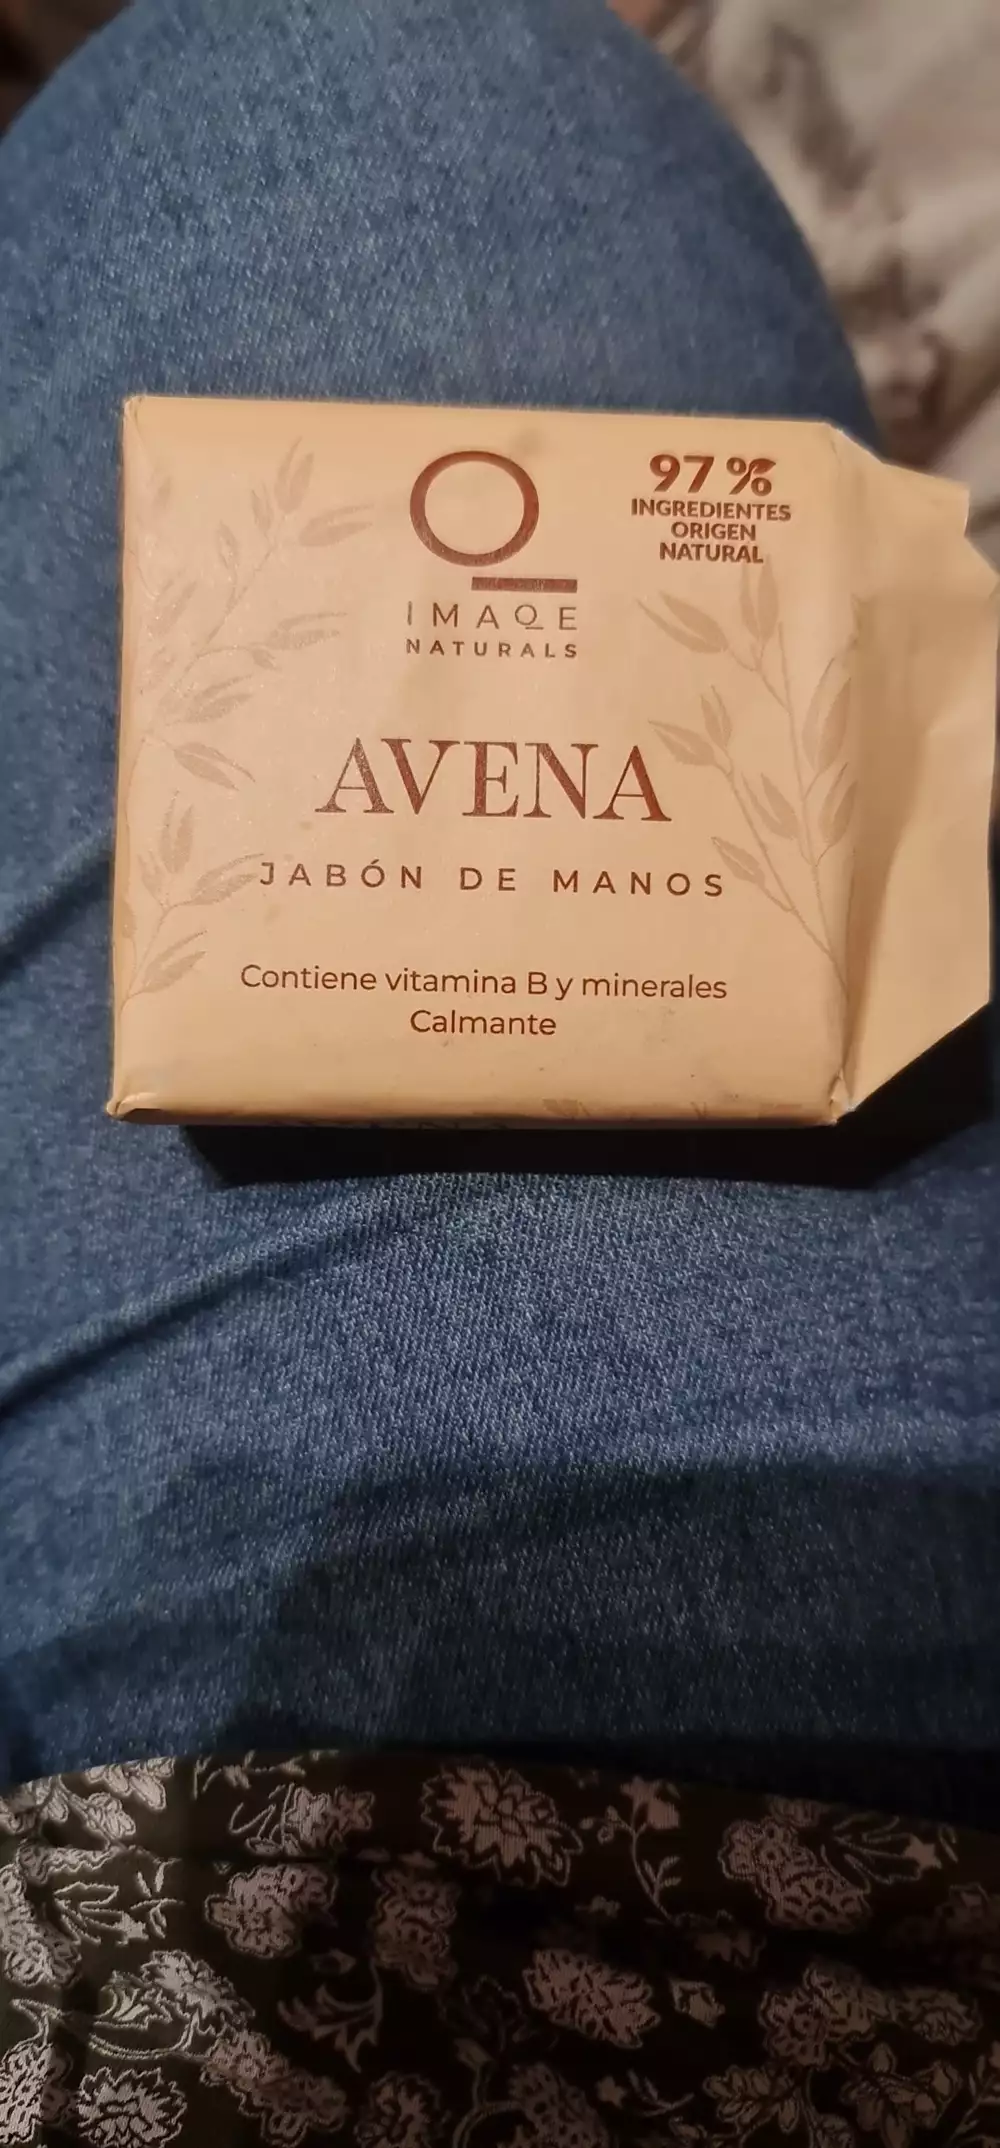 IMAQE
NATURALS
97 %
INGREDIENTES
ORIGEN
NATURAL
AVENA
JABÓN DE MANOS
Contiene vitamina B y minerales
Calmante